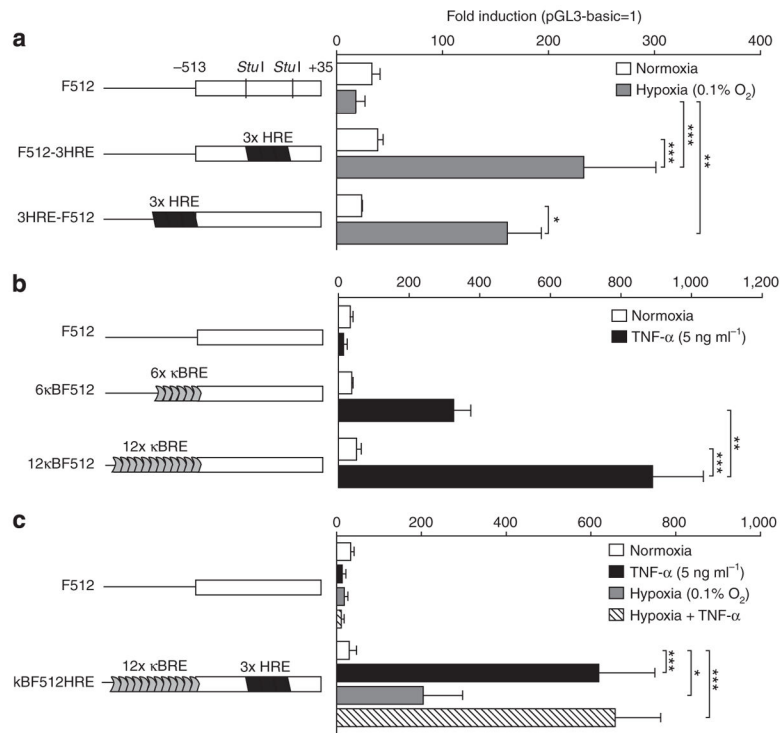 Fold induction (pGL3-basic=1)
a
0 100 200 300 400
–513 StuI StuI +35
F512
Normoxia
Hypoxia (0.1% O2)
3x HRE
F512-3HRE
***
***
**
3x HRE
3HRE-F512
*
b
0 200 400 600 800 1,000 1,200
F512
Normoxia
TNF-α (5 ng ml–1)
6x κBRE
6κBF512
12x κBRE
12κBF512
***
**
c
0 200 400 600 800 1,000
F512
Normoxia
TNF-α (5 ng ml–1)
Hypoxia (0.1% O2)
Hypoxia + TNF-α
12x κBRE 3x HRE
kBF512HRE
***
*
***